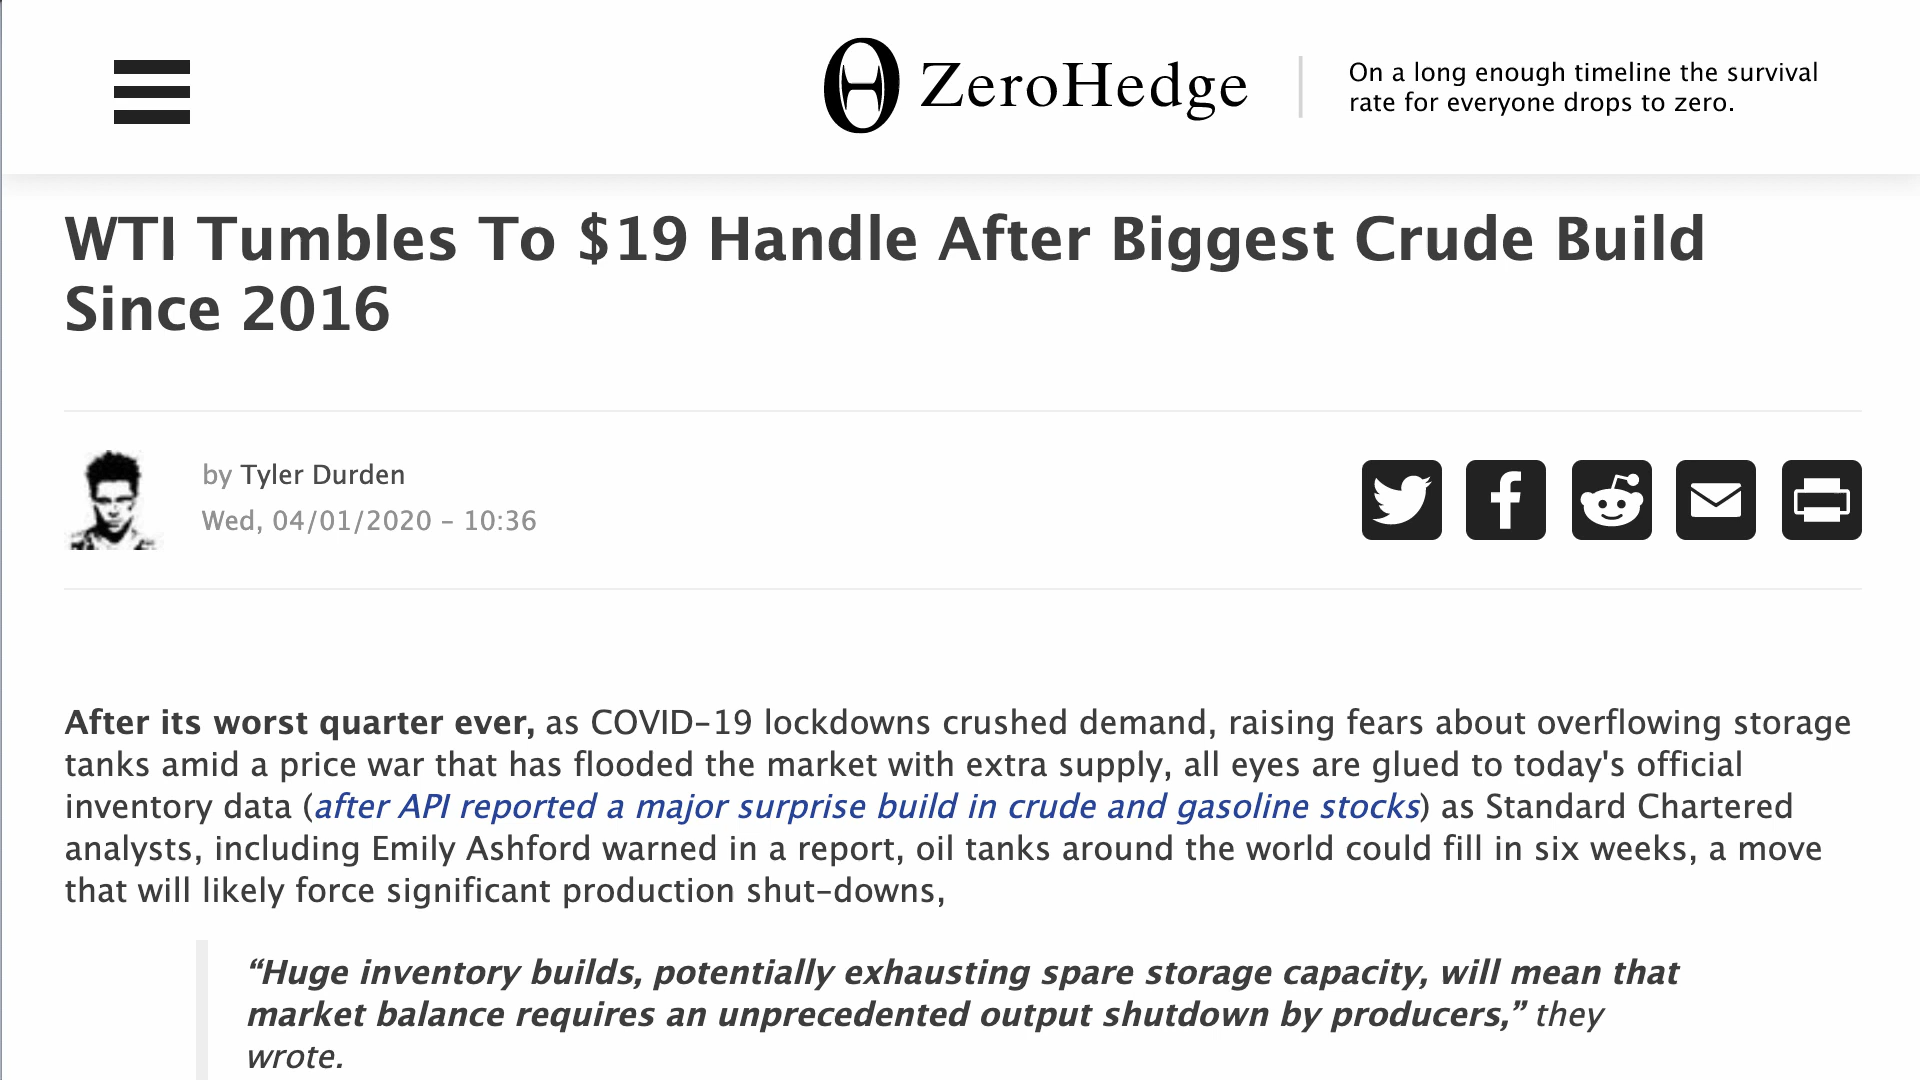 ZeroHedge
On a long enough timeline the survival
rate for everyone drops to zero.
WTI Tumbles To $19 Handle After Biggest Crude Build
Since 2016
by Tyler Durden
Wed, 04/01/2020 - 10:36
After its worst quarter ever, as COVID-19 lockdowns crushed demand, raising fears about overflowing storage
tanks amid a price war that has flooded the market with extra supply, all eyes are glued to today's official
inventory data (after API reported a major surprise build in crude and gasoline stocks) as Standard Chartered
analysts, including Emily Ashford warned in a report, oil tanks around the world could fill in six weeks, a move
that will likely force significant production shut-downs,
“Huge inventory builds, potentially exhausting spare storage capacity, will mean that
market balance requires an unprecedented output shutdown by producers,” they
wrote.